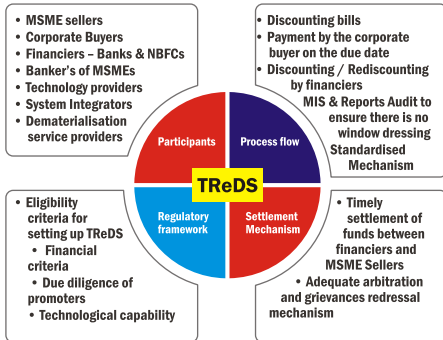 • MSME sellers
• Corporate Buyers
• Financiers – Banks & NBFCs
• Banker's of MSMEs
• Technology providers
• System Integrators
• Dematerialisation
service providers
• Discounting bills
• Payment by the corporate
buyer on the due date
• Discounting / Rediscounting
by financiers
MIS & Reports Audit to
ensure there is no
window dressing
Standardised
Mechanism
Participants
Process flow
TReDS
Regulatory
framework
Settlement
Mechanism
• Eligibility
criteria for
setting up TReDS
• Financial
criteria
• Due diligence of
promoters
• Technological capability
• Timely
settlement of
funds between
financiers and
MSME Sellers
• Adequate arbitration
and grievances redressal
mechanism